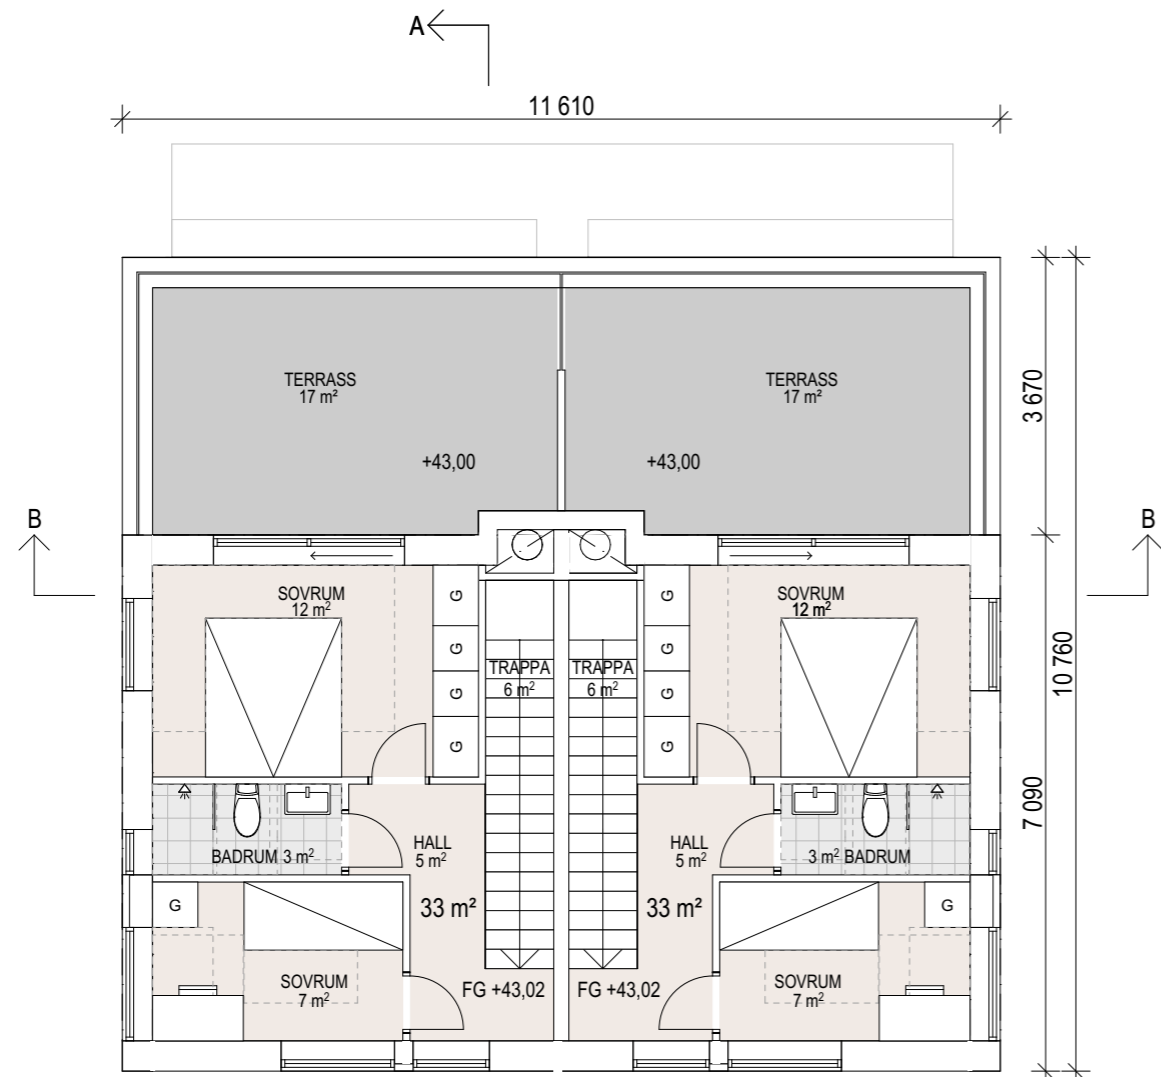 A
11 610
TERRASS
17 m²
TERRASS
17 m²
3 670
+43,00
+43,00
B
B
SOVRUM
12 m²
G
G
SOVRUM
12 m²
G
G
TRAPPA
6 m²
TRAPPA
6 m²
10 760
G
G
G
G
7 090
HALL
5 m²
HALL
5 m²
BADRUM 3 m²
3 m² BADRUM
G
33 m²
33 m²
G
SOVRUM
7 m²
FG +43,02
FG +43,02
SOVRUM
7 m²